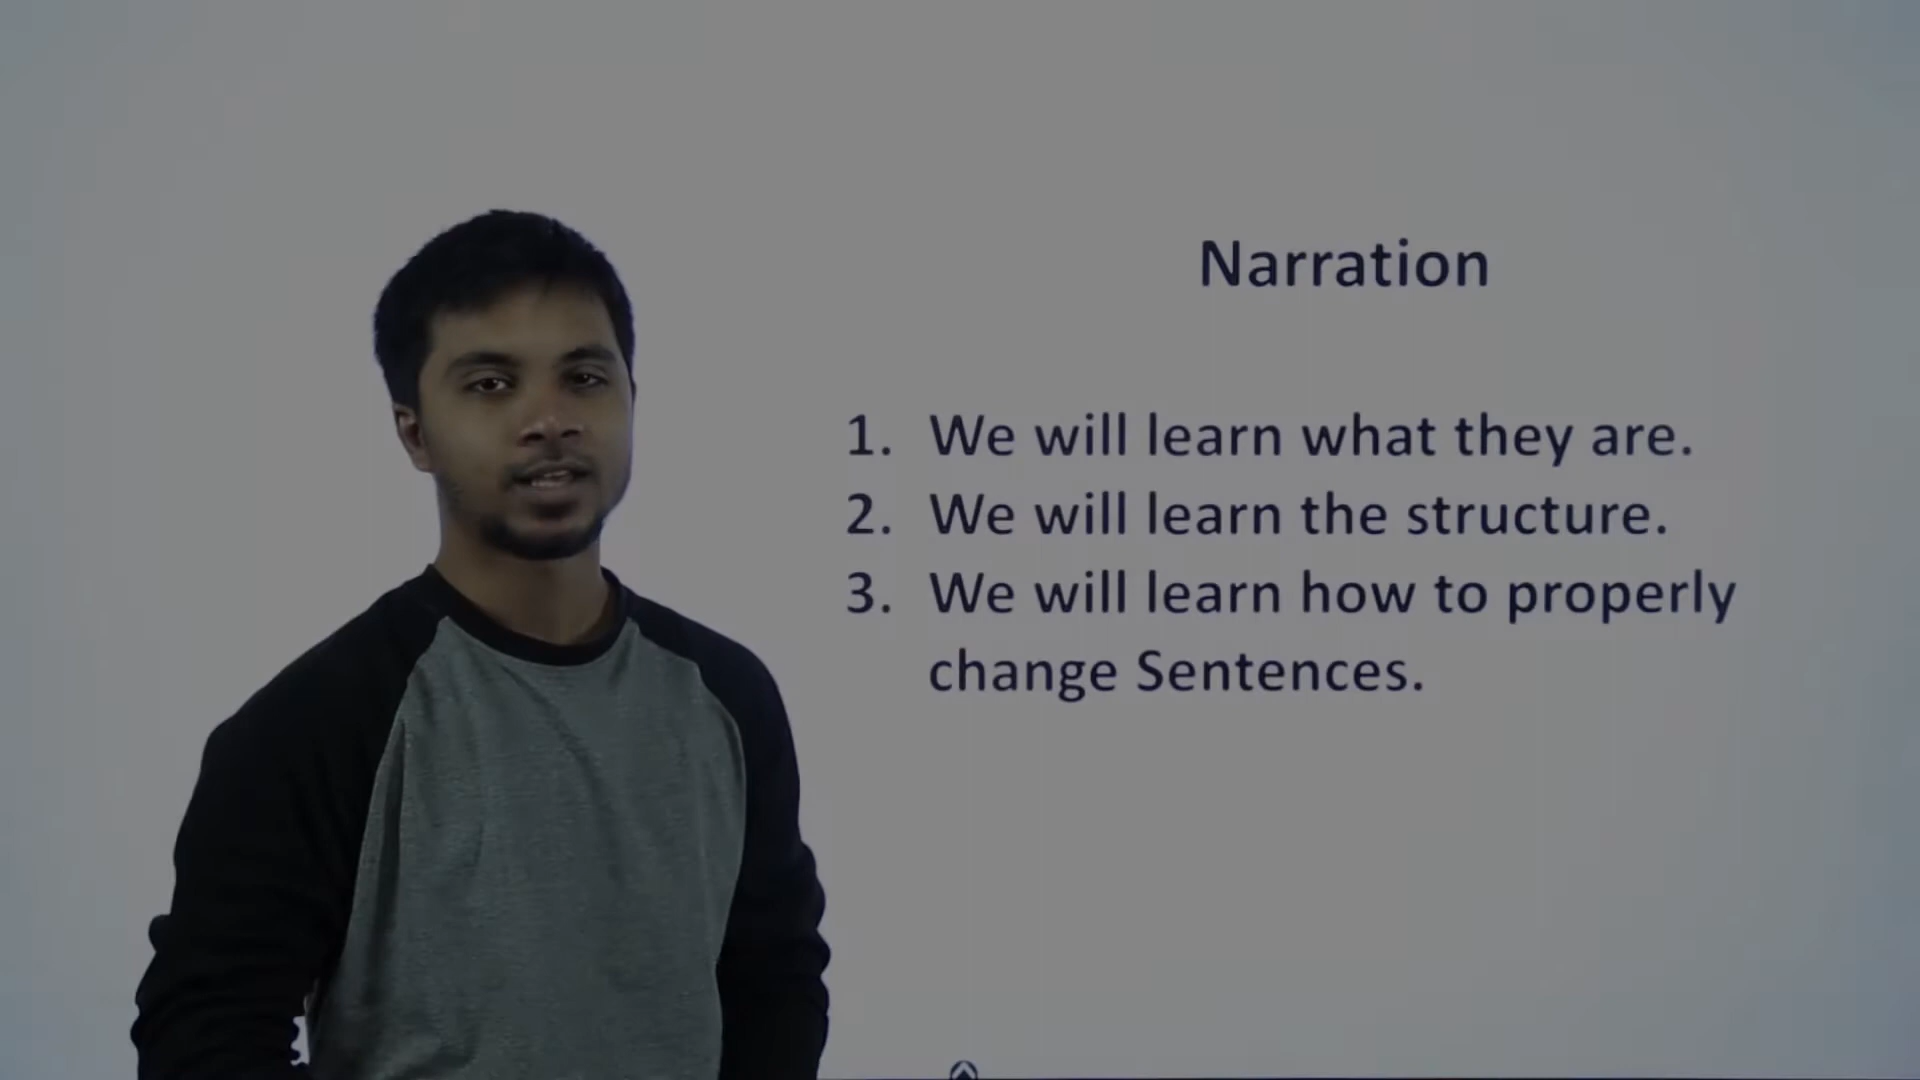 Narration
1. We will learn what they are.
2. We will learn the structure.
3. We will learn how to properly
change Sentences.